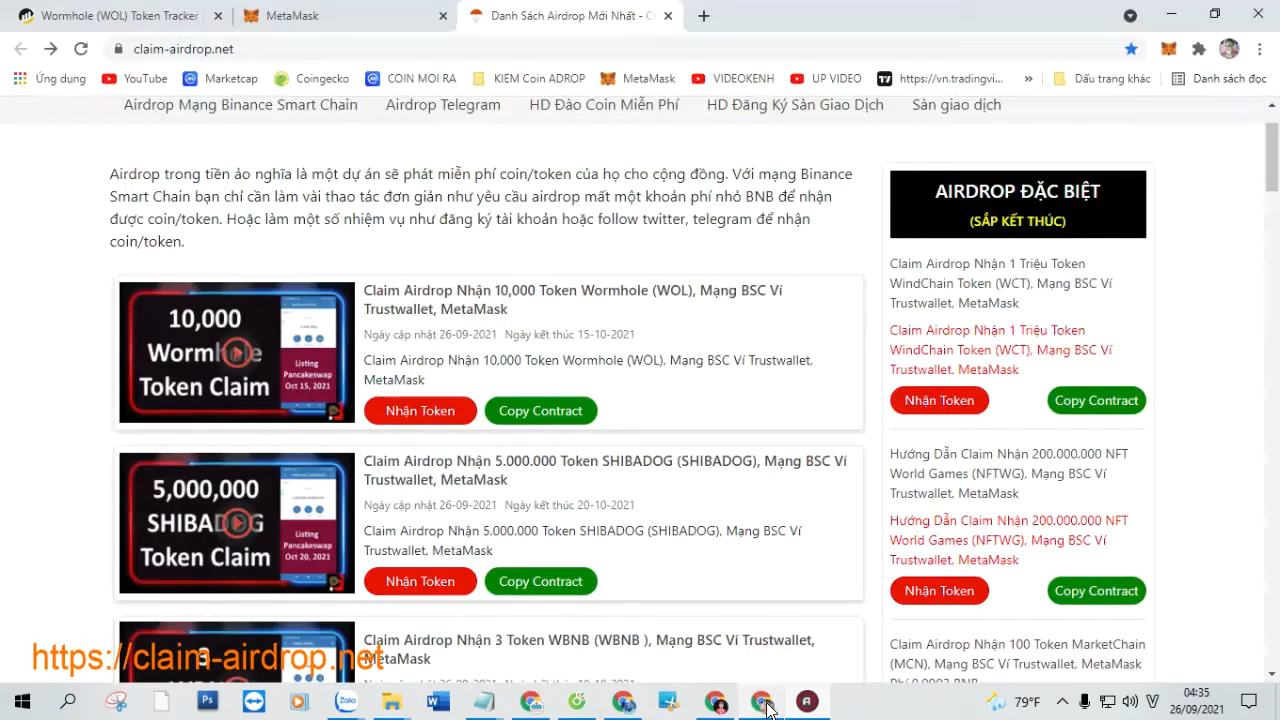 Wormhole (WOL) Token Tracker
MetaMask
Danh Sách Airdrop Mới Nhất - C
claim-airdrop.net
Ứng dụng
YouTube
Marketcap
Coingecko
COIN MOI RA
KIEM Coin ADROP
MetaMask
VIDEOKENH
UP VIDEO
https://vn.tradingvi...
»
Dấu trang khác
Danh sách đọc
Airdrop Mạng Binance Smart Chain
Airdrop Telegram
HD Đào Coin Miễn Phí
HD Đăng Ký Sàn Giao Dịch
Sàn giao dịch
Airdrop trong tiền ảo nghĩa là một dự án sẽ phát miễn phí coin/token của họ cho cộng đồng. Với mạng Binance
Smart Chain bạn chỉ cần làm vài thao tác đơn giản như yêu cầu airdrop mất một khoản phí nhỏ BNB để nhận
được coin/token. Hoặc làm một số nhiệm vụ như đăng ký tài khoản hoặc follow twitter, telegram để nhận
coin/token.
10,000
Wormhole
Token Claim
Listing
Pancakeswap
Oct 15, 2021
Claim Airdrop Nhận 10,000 Token Wormhole (WOL), Mạng BSC Ví
Trustwallet, MetaMask
Ngày cập nhật 26-09-2021 Ngày kết thúc 15-10-2021
Claim Airdrop Nhận 10,000 Token Wormhole (WOL), Mạng BSC Ví Trustwallet,
MetaMask
Nhận Token
Copy Contract
5,000,000
SHIBADOG
Token Claim
Listing
Pancakeswap
Oct 20, 2021
Claim Airdrop Nhận 5.000.000 Token SHIBADOG (SHIBADOG), Mạng BSC Ví
Trustwallet, MetaMask
Ngày cập nhật 26-09-2021 Ngày kết thúc 20-10-2021
Claim Airdrop Nhận 5.000.000 Token SHIBADOG (SHIBADOG), Mạng BSC Ví
Trustwallet, MetaMask
Nhận Token
Copy Contract
3
Claim Airdrop Nhận 3 Token WBNB (WBNB ), Mạng BSC Ví Trustwallet,
MetaMask
AIRDROP ĐẶC BIỆT
(SẮP KẾT THÚC)
Claim Airdrop Nhận 1 Triệu Token
WindChain Token (WCT), Mạng BSC Ví
Trustwallet, MetaMask
Claim Airdrop Nhận 1 Triệu Token
WindChain Token (WCT), Mạng BSC Ví
Trustwallet, MetaMask
Nhận Token
Copy Contract
Hướng Dẫn Claim Nhận 200.000.000 NFT
World Games (NFTWG), Mạng BSC Ví
Trustwallet, MetaMask
Hướng Dẫn Claim Nhận 200.000.000 NFT
World Games (NFTWG), Mạng BSC Ví
Trustwallet, MetaMask
Nhận Token
Copy Contract
Claim Airdrop Nhận 100 Token MarketChain
(MCN), Mạng BSC Ví Trustwallet, MetaMask
https://claim-airdrop.net
Ps
Zalo
79°F
04:35
26/09/2021